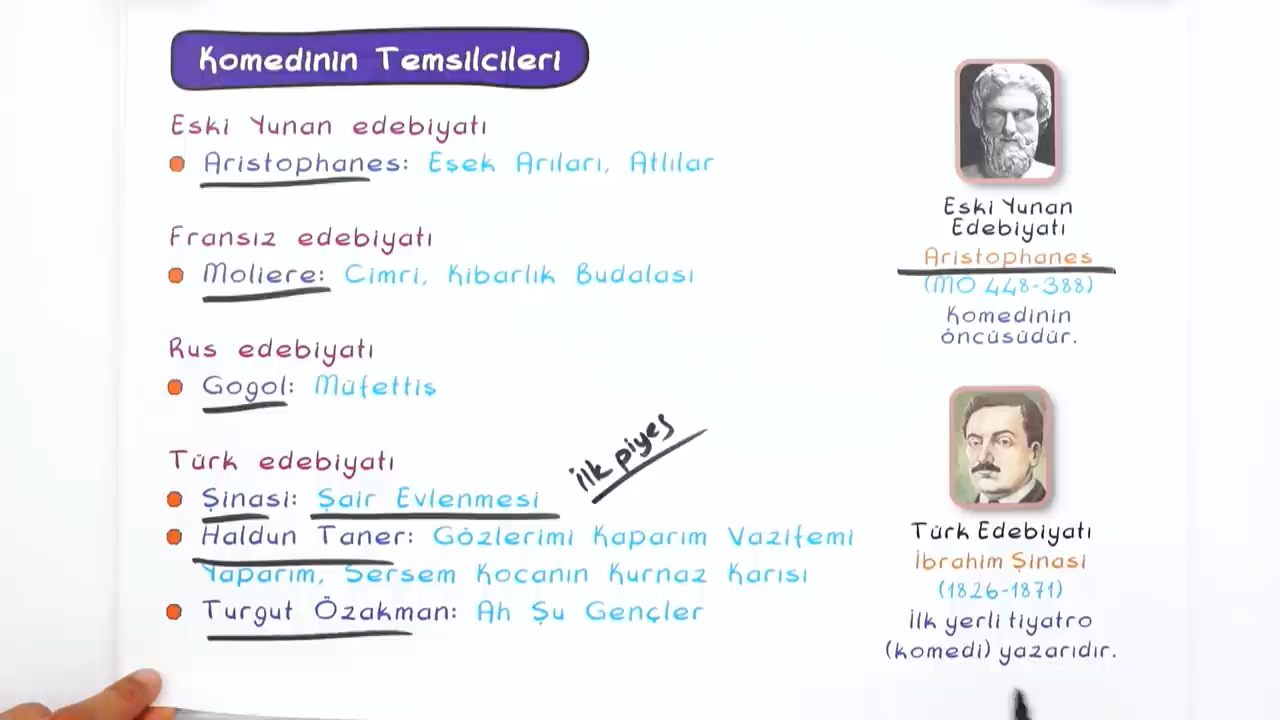 Komedinin Temsilcileri
Eski Yunan edebiyatı
Aristophanes: Eşek Arıları, Atlılar
Fransız edebiyatı
Moliere: Cimri, Kibarlık Budalası
Rus edebiyatı
Gogol: Müfettiş
Türk edebiyatı
Şinasi: Şair Evlenmesi
ilk piyes
Haldun Taner: Gözlerimi Kaparım Vazifemi
Yaparım, Sersem Kocanın Kurnaz Karısı
Turgut Özakman: Ah Şu Gençler
Eski Yunan
Edebiyatı
Aristophanes
(MÖ 448-388)
Komedinin
öncüsüdür.
Türk Edebiyatı
İbrahim Şinasi
(1826-1871)
İlk yerli tiyatro
(komedi) yazarıdır.